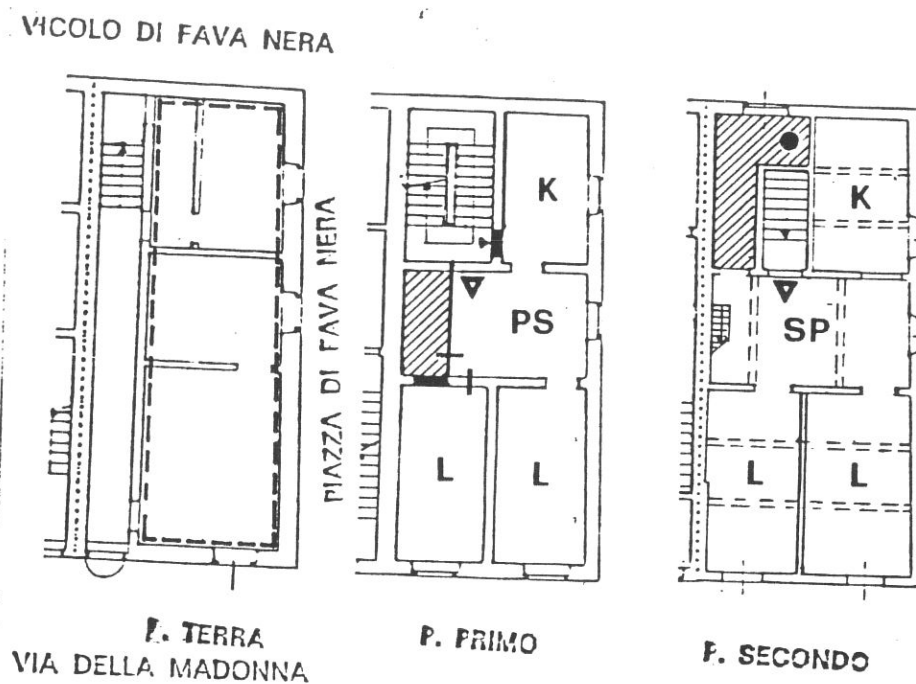 VICOLO DI FAVA NERA
PIAZZA DI FAVA NERA
K
PS
L
L
K
SP
L
L
P. TERRA
P. PRIMO
P. SECONDO
VIA DELLA MADONNA